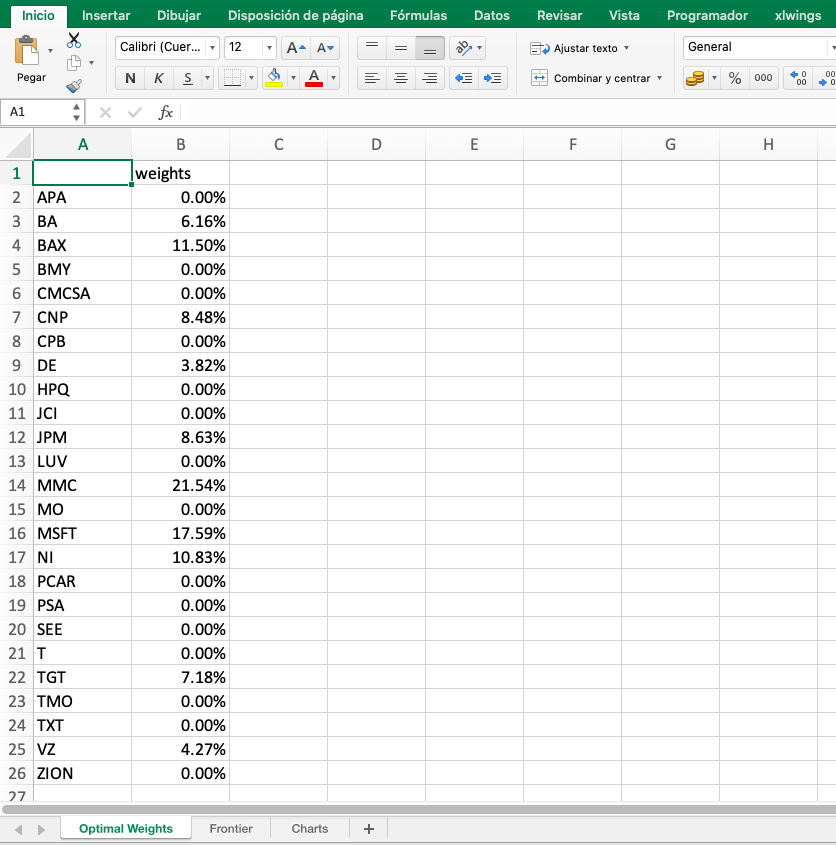 Inicio Insertar Dibujar Disposición de página Fórmulas Datos Revisar Vista Programador xlwings
Pegar
Calibri (Cuer... 12 A A
Ajustar texto
General
N K S A
Combinar y centrar
% 000
A1 fx
A B C D E F G H
1 weights
2 APA 0.00%
3 BA 6.16%
4 BAX 11.50%
5 BMY 0.00%
6 CMCSA 0.00%
7 CNP 8.48%
8 CPB 0.00%
9 DE 3.82%
10 HPQ 0.00%
11 JCI 0.00%
12 JPM 8.63%
13 LUV 0.00%
14 MMC 21.54%
15 MO 0.00%
16 MSFT 17.59%
17 NI 10.83%
18 PCAR 0.00%
19 PSA 0.00%
20 SEE 0.00%
21 T 0.00%
22 TGT 7.18%
23 TMO 0.00%
24 TXT 0.00%
25 VZ 4.27%
26 ZION 0.00%
27
Optimal Weights Frontier Charts +